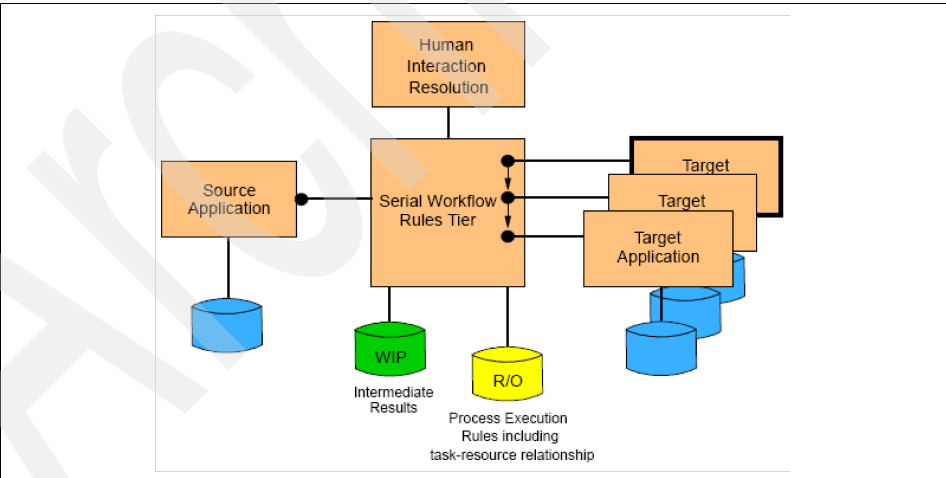 Human
Interaction
Resolution
Source
Application
Serial Workflow
Rules Tier
Target
Target
Target
Application
WIP
Intermediate
Results
R/O
Process Execution
Rules including
task-resource relationship